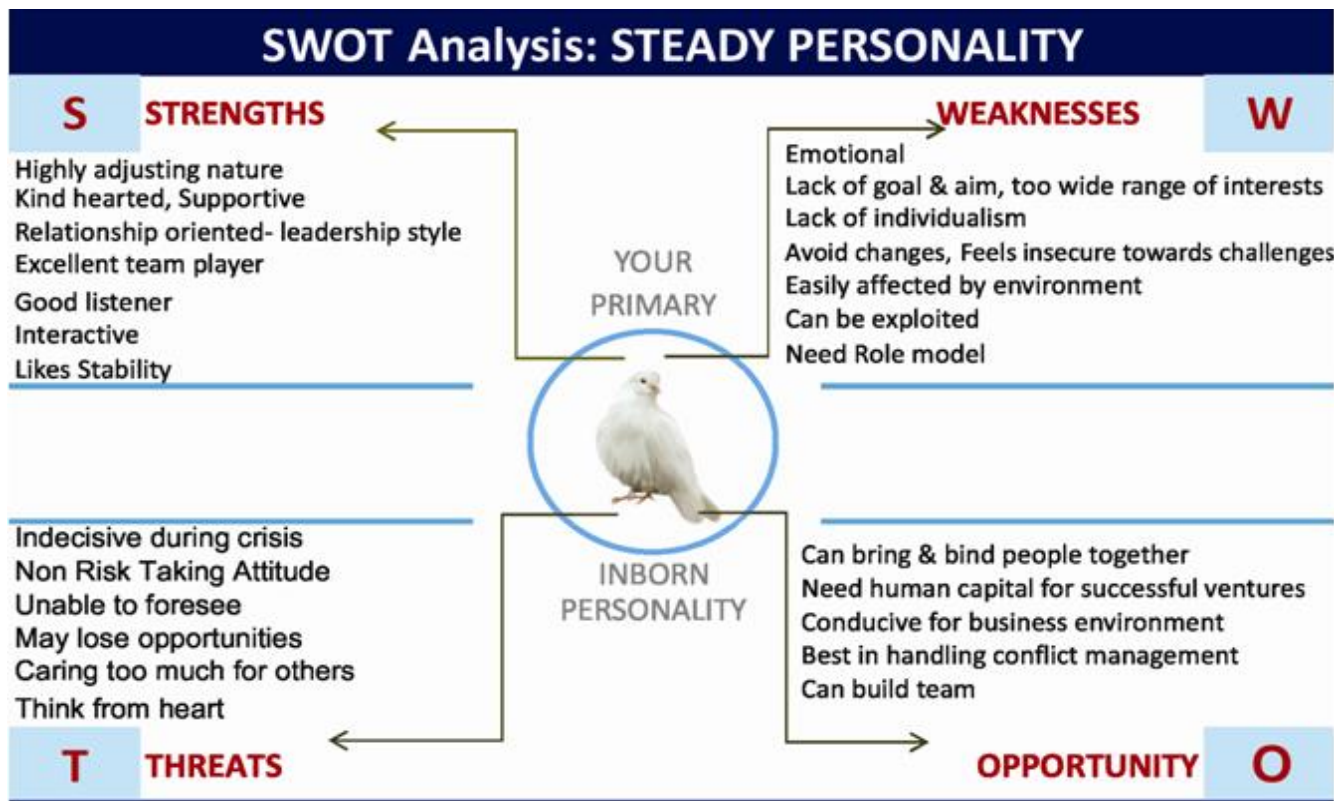 SWOT Analysis: STEADY PERSONALITY
S STRENGTHS
Highly adjusting nature
Kind hearted, Supportive
Relationship oriented- leadership style
Excellent team player
Good listener
Interactive
Likes Stability
WEAKNESSES W
Emotional
Lack of goal & aim, too wide range of interests
Lack of individualism
Avoid changes, Feels insecure towards challenges
Easily affected by environment
Can be exploited
Need Role model
YOUR
PRIMARY
INBORN
PERSONALITY
Indecisive during crisis
Non Risk Taking Attitude
Unable to foresee
May lose opportunities
Caring too much for others
Think from heart
T THREATS
Can bring & bind people together
Need human capital for successful ventures
Conducive for business environment
Best in handling conflict management
Can build team
OPPORTUNITY O